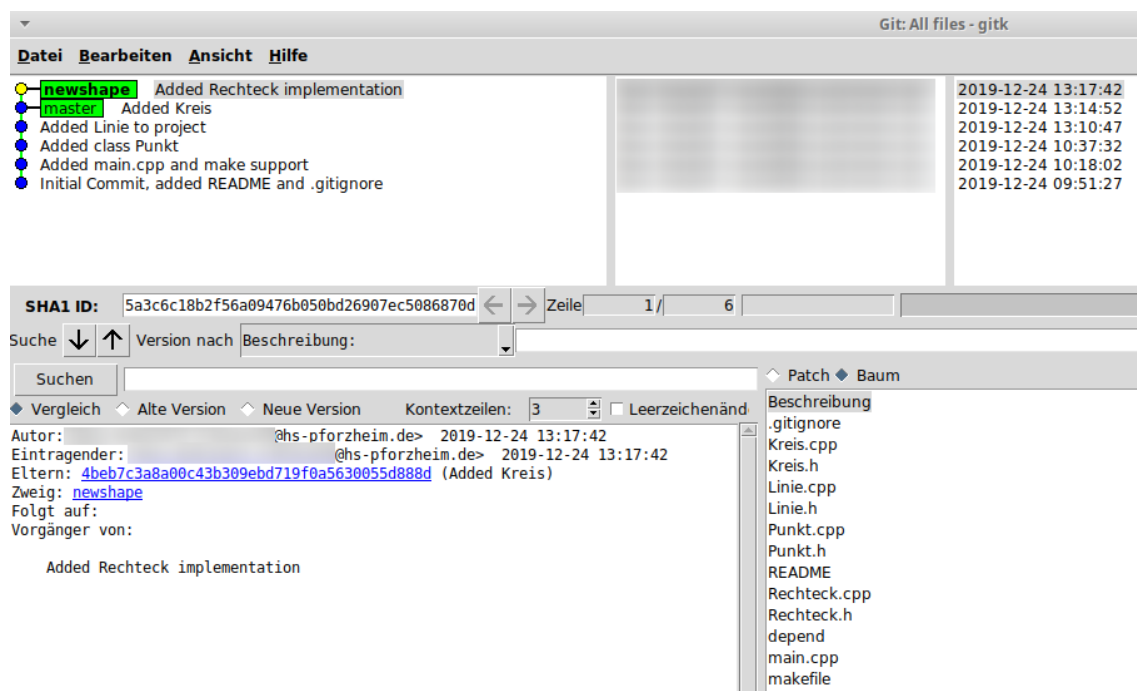 Git: All files - gitk
Datei Bearbeiten Ansicht Hilfe
newshape Added Rechteck implementation 2019-12-24 13:17:42
master Added Kreis 2019-12-24 13:14:52
Added Linie to project 2019-12-24 13:10:47
Added class Punkt 2019-12-24 10:37:32
Added main.cpp and make support 2019-12-24 10:18:02
Initial Commit, added README and .gitignore 2019-12-24 09:51:27
SHA1 ID: 5a3c6c18b2f56a09476b050bd26907ec5086870d Zeile 1 / 6
Suche Version nach Beschreibung:
Suchen
Vergleich Alte Version Neue Version Kontextzeilen: 3 Leerzeichenänd
Autor: @hs-pforzheim.de> 2019-12-24 13:17:42
Eintragender: @hs-pforzheim.de> 2019-12-24 13:17:42
Eltern: 4beb7c3a8a00c43b309ebd719f0a5630055d888d (Added Kreis)
Zweig: newshape
Folgt auf:
Vorgänger von:
Added Rechteck implementation
Patch Baum
Beschreibung
.gitignore
Kreis.cpp
Kreis.h
Linie.cpp
Linie.h
Punkt.cpp
Punkt.h
README
Rechteck.cpp
Rechteck.h
depend
main.cpp
makefile